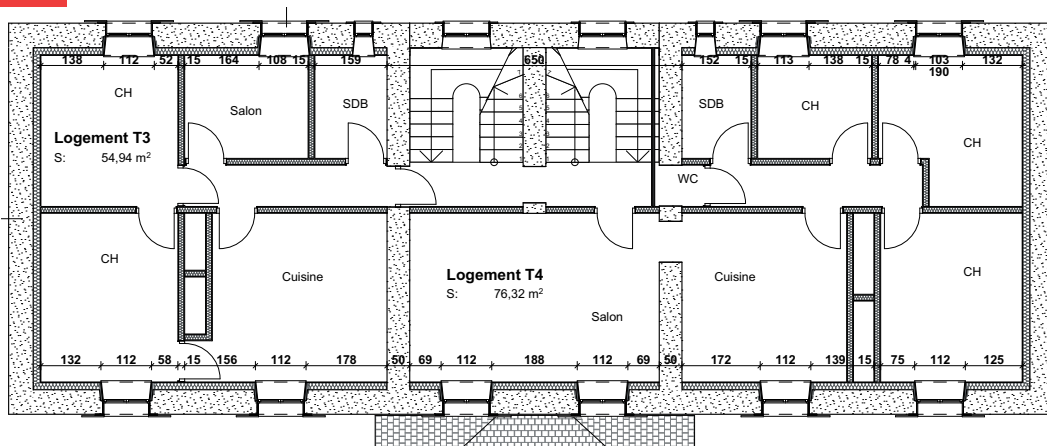 138 112 52 15 164 108 15 159 650 152 15 113 138 15 78 4 103 132
190
CH
Salon
SDB
SDB
CH
CH
Logement T3
S: 54,94 m²
WC
CH
Cuisine
Logement T4
S: 76,32 m²
Salon
Cuisine
CH
132 112 58 15 156 112 178 50 69 112 188 112 69 50 172 112 139 15 75 112 125